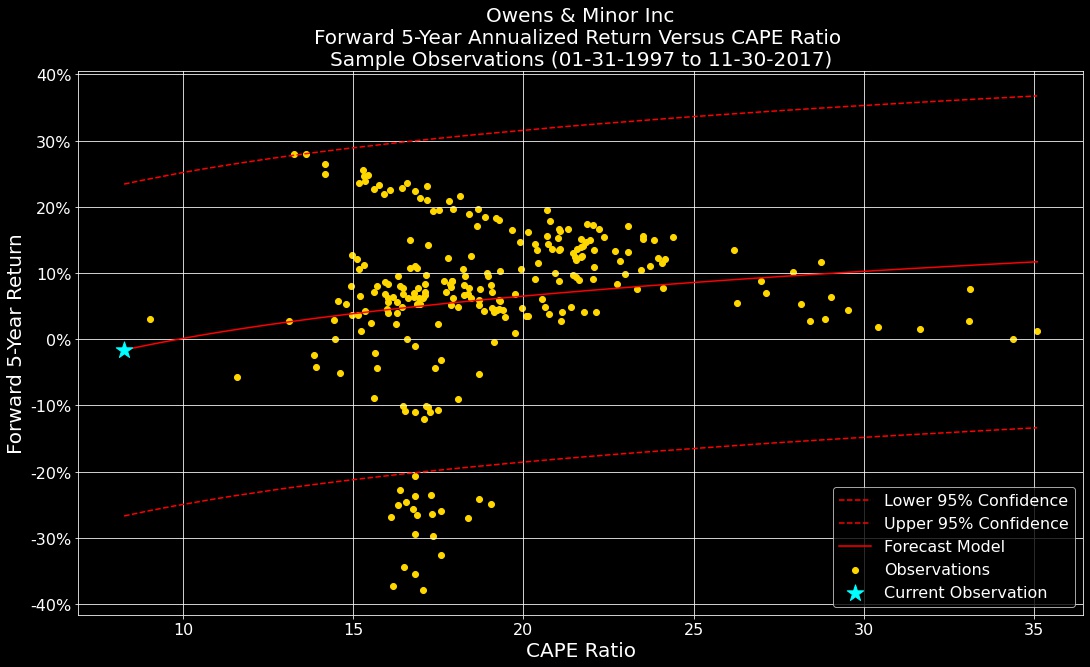 Owens & Minor Inc
Forward 5-Year Annualized Return Versus CAPE Ratio
Sample Observations (01-31-1997 to 11-30-2017)
40%
30%
20%
10%
0%
-10%
-20%
-30%
-40%
Forward 5-Year Return
10
15
20
25
30
35
CAPE Ratio
Lower 95% Confidence
Upper 95% Confidence
Forecast Model
Observations
Current Observation